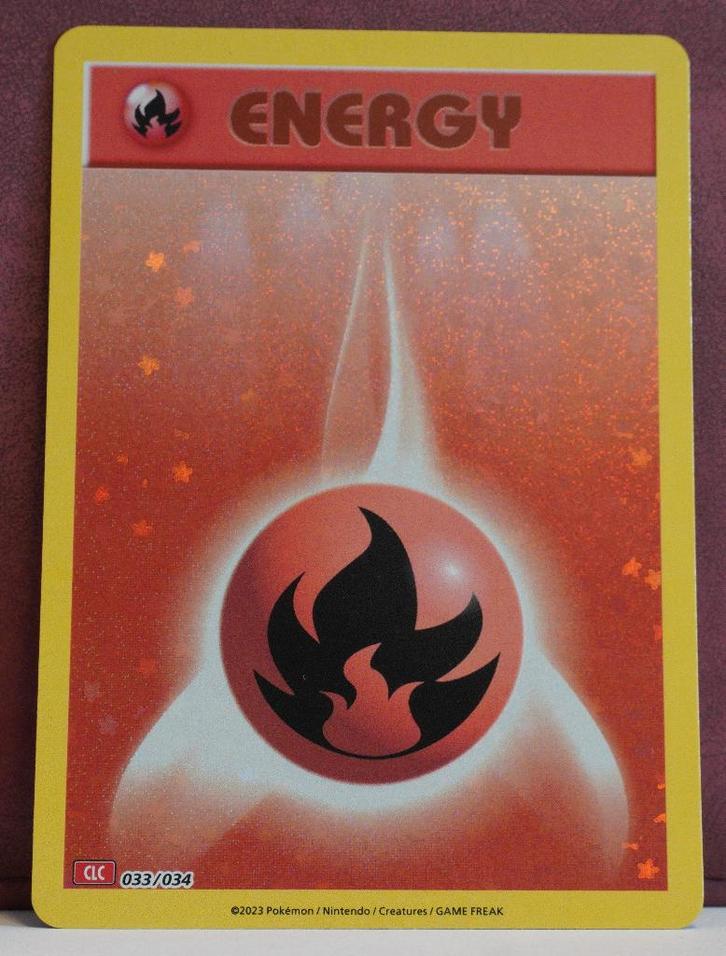 ENERGY
CLC 033/034
©2023 Pokémon / Nintendo / Creatures / GAME FREAK